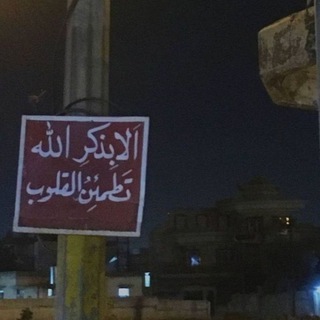 الا بذكر الله
تطمئن القلوب